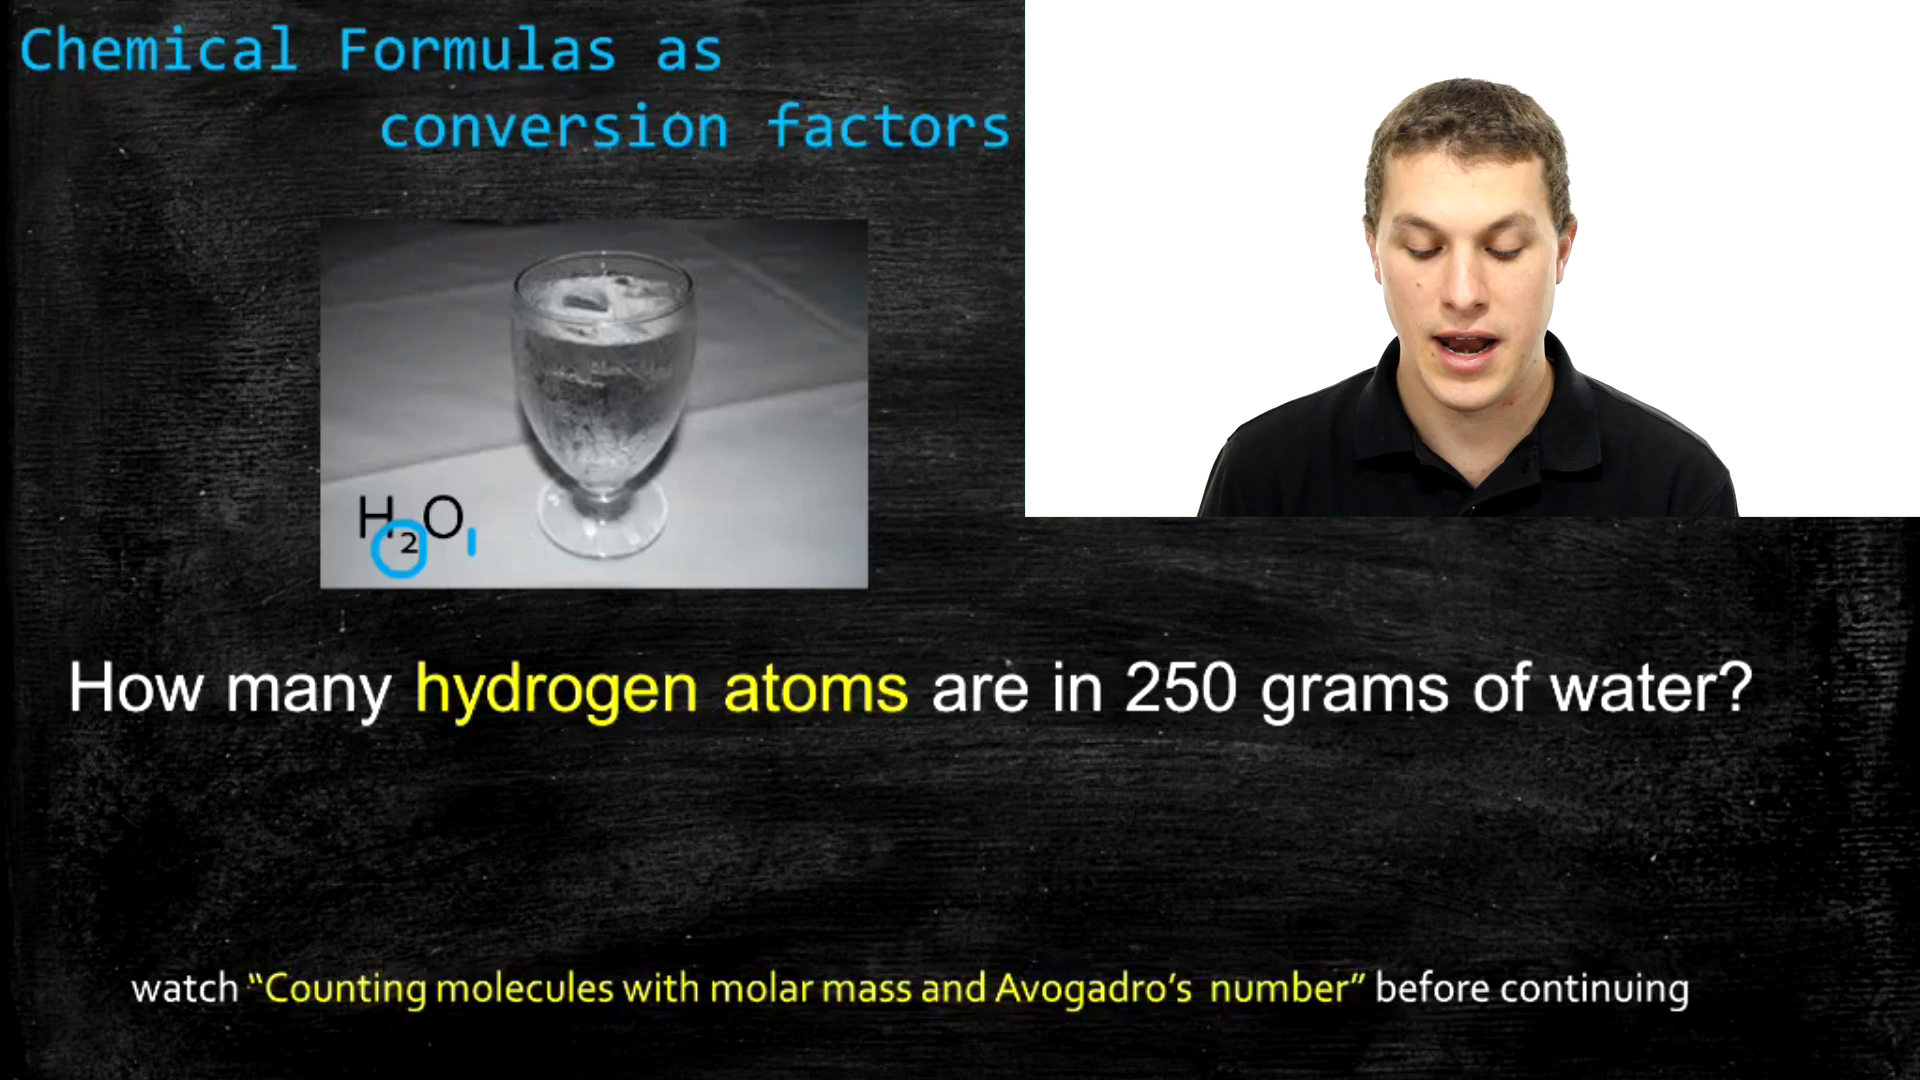 Chemical Formulas as
conversion factors
H₂O₁
How many hydrogen atoms are in 250 grams of water?
watch “Counting molecules with molar mass and Avogadro’s number” before continuing